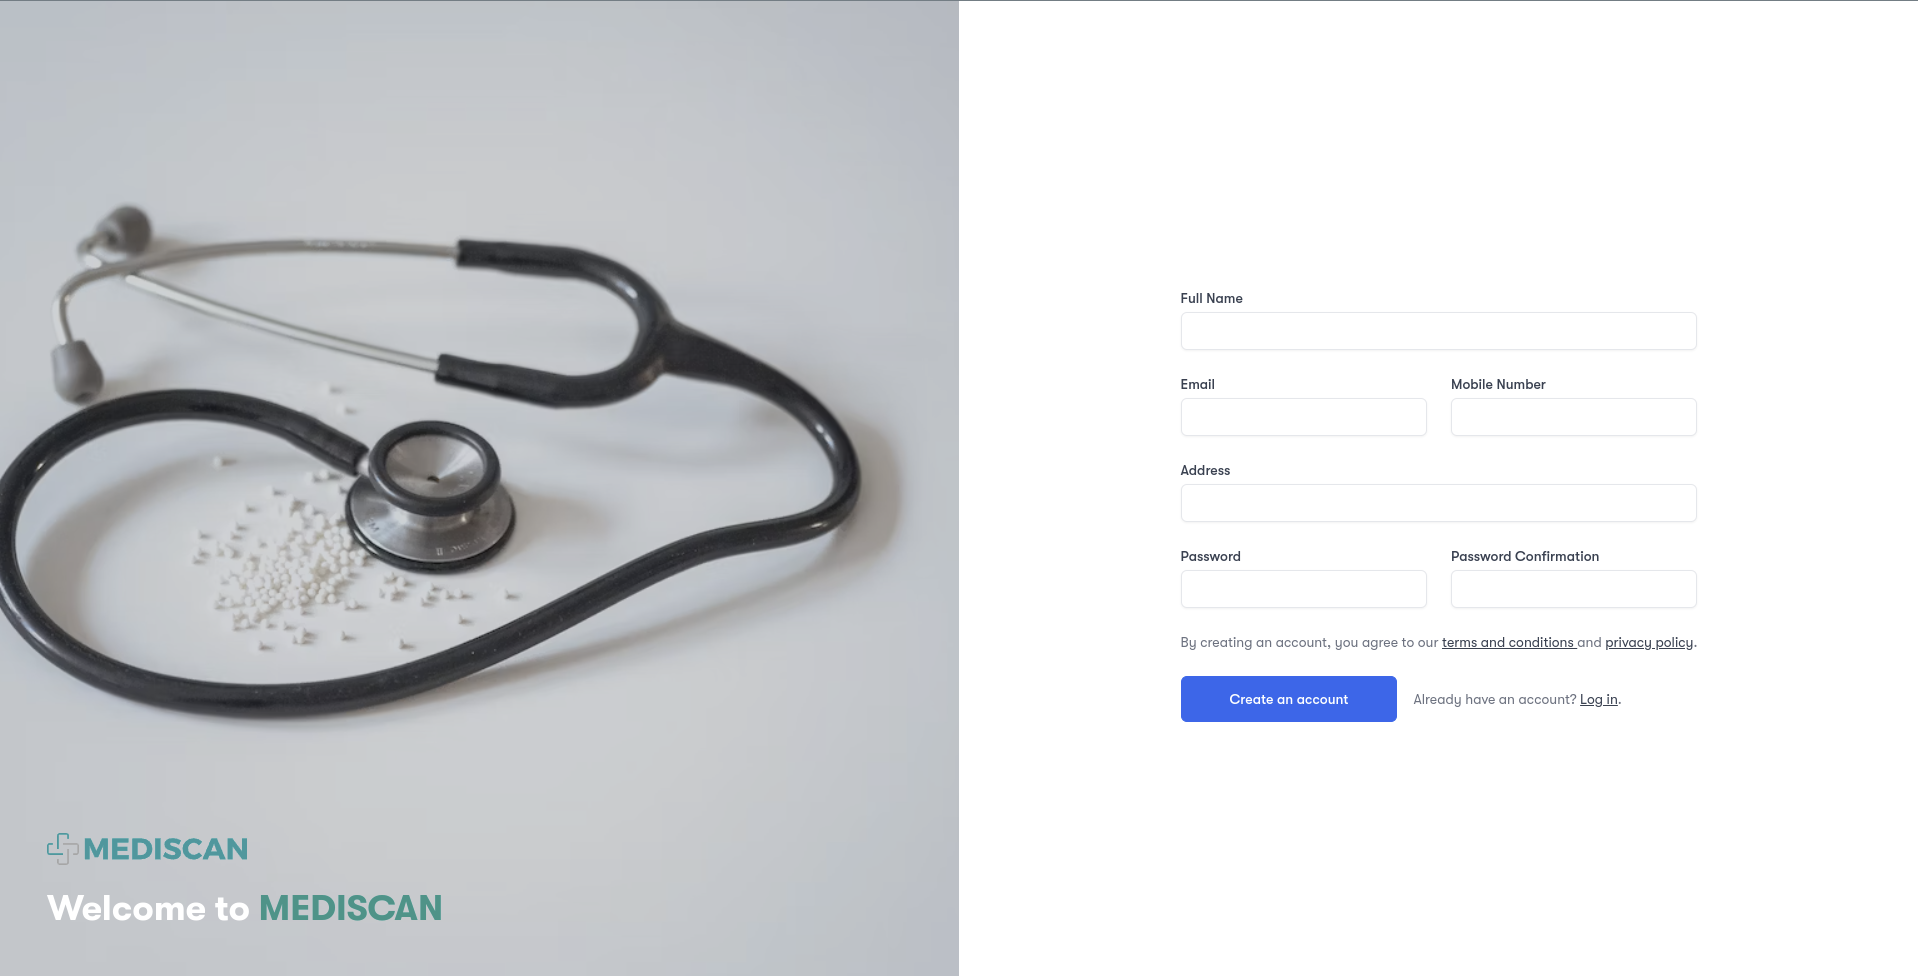 MEDISCAN
Welcome to MEDISCAN
Full Name
Email
Mobile Number
Address
Password
Password Confirmation
By creating an account, you agree to our terms and conditions and privacy policy.
Create an account
Already have an account? Log in.